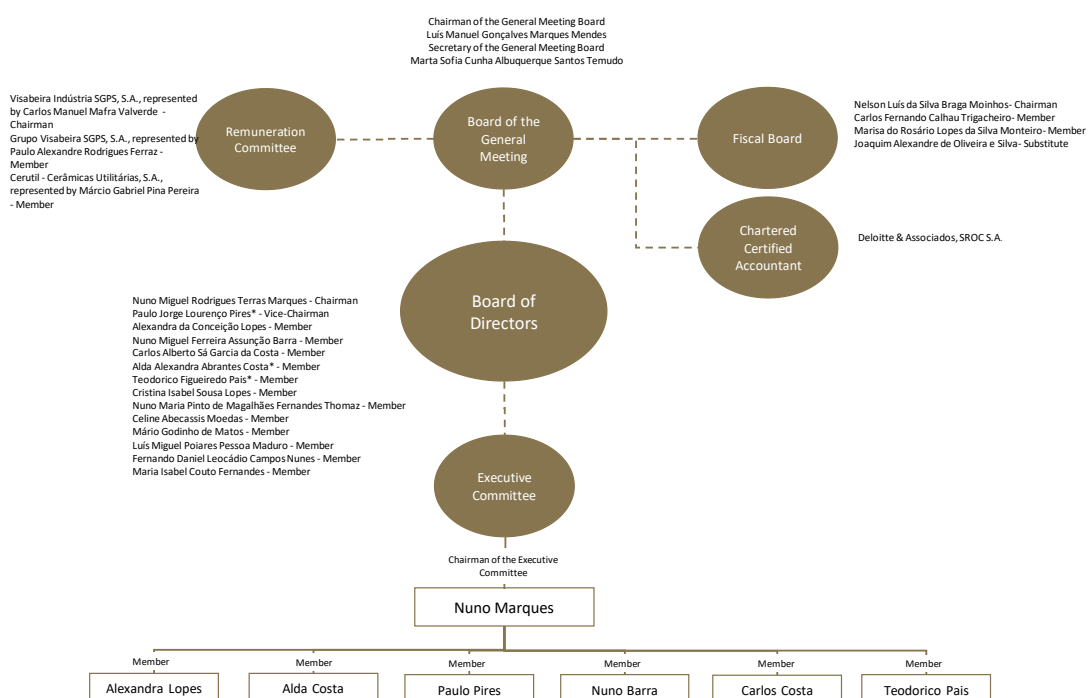 Chairman of the General Meeting Board
Luís Manuel Gonçalves Marques Mendes
Secretary of the General Meeting Board
Marta Sofia Cunha Albuquerque Santos Temudo
Visabeira Indústria SGPS, S.A., represented
by Carlos Manuel Mafra Valverde -
Chairman
Grupo Visabeira SGPS, S.A., represented by
Paulo Alexandre Rodrigues Ferraz -
Member
Cerutil - Cerâmicas Utilitárias, S.A.,
represented by Márcio Gabriel Pina Pereira
- Member
Remuneration
Committee
Board of the
General
Meeting
Fiscal Board
Nelson Luís da Silva Braga Moinhos- Chairman
Carlos Fernando Calhau Trigacheiro- Member
Marisa do Rosário Lopes da Silva Monteiro- Member
Joaquim Alexandre de Oliveira e Silva- Substitute
Chartered
Certified
Accountant
Deloitte & Associados, SROC S.A.
Board of
Directors
Nuno Miguel Rodrigues Terras Marques - Chairman
Paulo Jorge Lourenço Pires* - Vice-Chairman
Alexandra da Conceição Lopes - Member
Nuno Miguel Ferreira Assunção Barra - Member
Carlos Alberto Sá Garcia da Costa - Member
Alda Alexandra Abrantes Costa* - Member
Teodorico Figueiredo Pais* - Member
Cristina Isabel Sousa Lopes - Member
Nuno Maria Pinto de Magalhães Fernandes Thomaz - Member
Celine Abecassis Moedas - Member
Mário Godinho de Matos - Member
Luís Miguel Poiares Pessoa Maduro - Member
Fernando Daniel Leocádio Campos Nunes - Member
Maria Isabel Couto Fernandes - Member
Executive
Committee
Chairman of the Executive
Committee
Nuno Marques
Member
Member
Member
Member
Member
Member
Alexandra Lopes
Alda Costa
Paulo Pires
Nuno Barra
Carlos Costa
Teodorico Pais